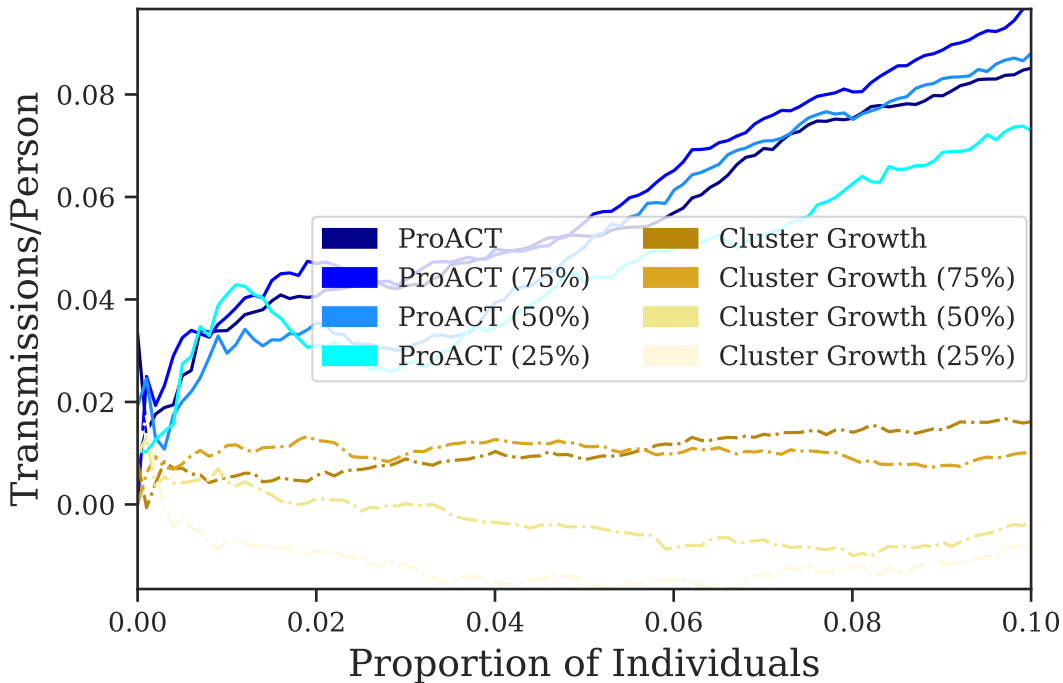 Transmissions/Person
0.08
0.06
0.04
0.02
0.00
ProACT
ProACT (75%)
ProACT (50%)
ProACT (25%)
Cluster Growth
Cluster Growth (75%)
Cluster Growth (50%)
Cluster Growth (25%)
0.00 0.02 0.04 0.06 0.08 0.10
Proportion of Individuals